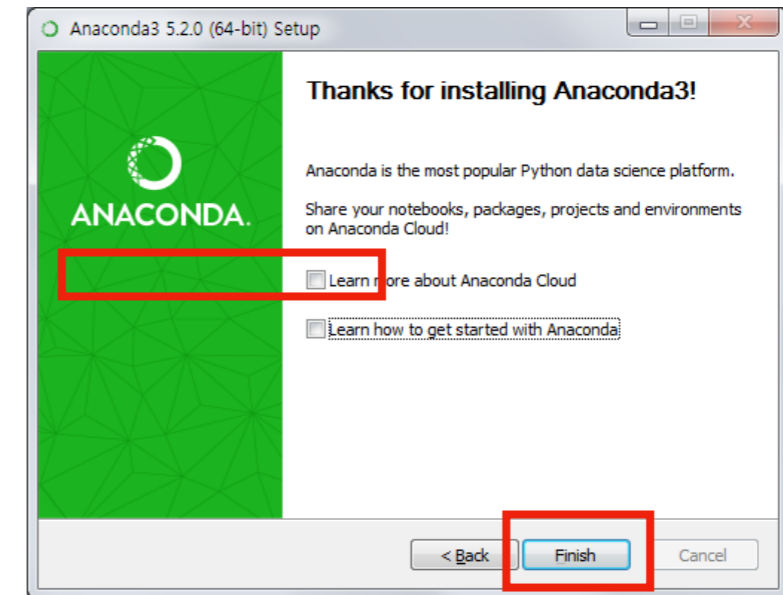 Anaconda3 5.2.0 (64-bit) Setup
Thanks for installing Anaconda3!
ANACONDA.
Anaconda is the most popular Python data science platform.
Share your notebooks, packages, projects and environments
on Anaconda Cloud!
Learn more about Anaconda Cloud
Learn how to get started with Anaconda
< Back
Finish
Cancel